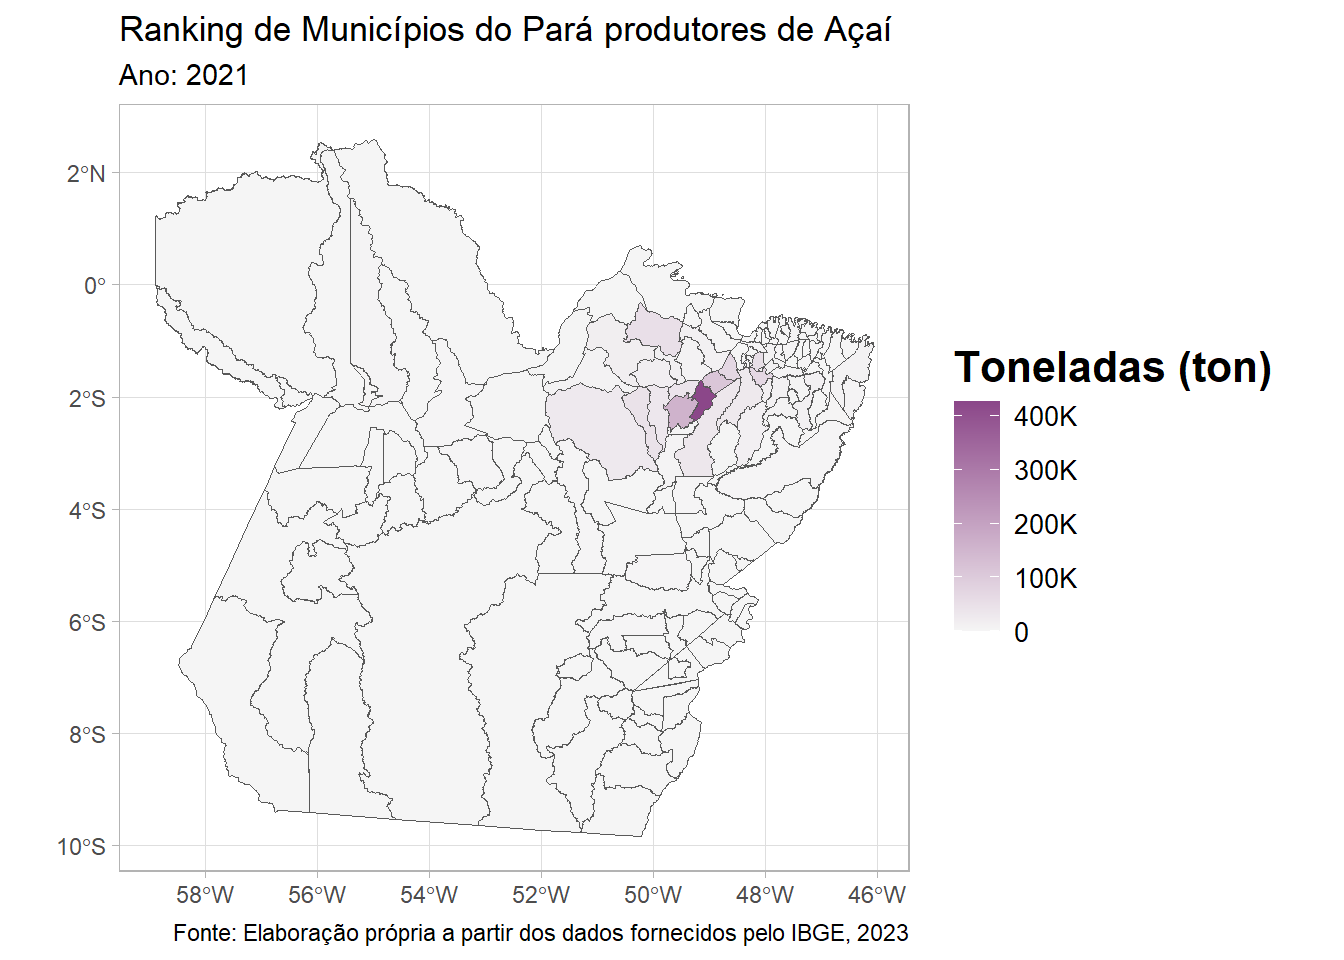 Ranking de Municípios do Pará produtores de Açaí
Ano: 2021
2°N
0°
2°S
4°S
6°S
8°S
10°S
58°W 56°W 54°W 52°W 50°W 48°W 46°W
Toneladas (ton)
400K
300K
200K
100K
0
Fonte: Elaboração própria a partir dos dados fornecidos pelo IBGE, 2023